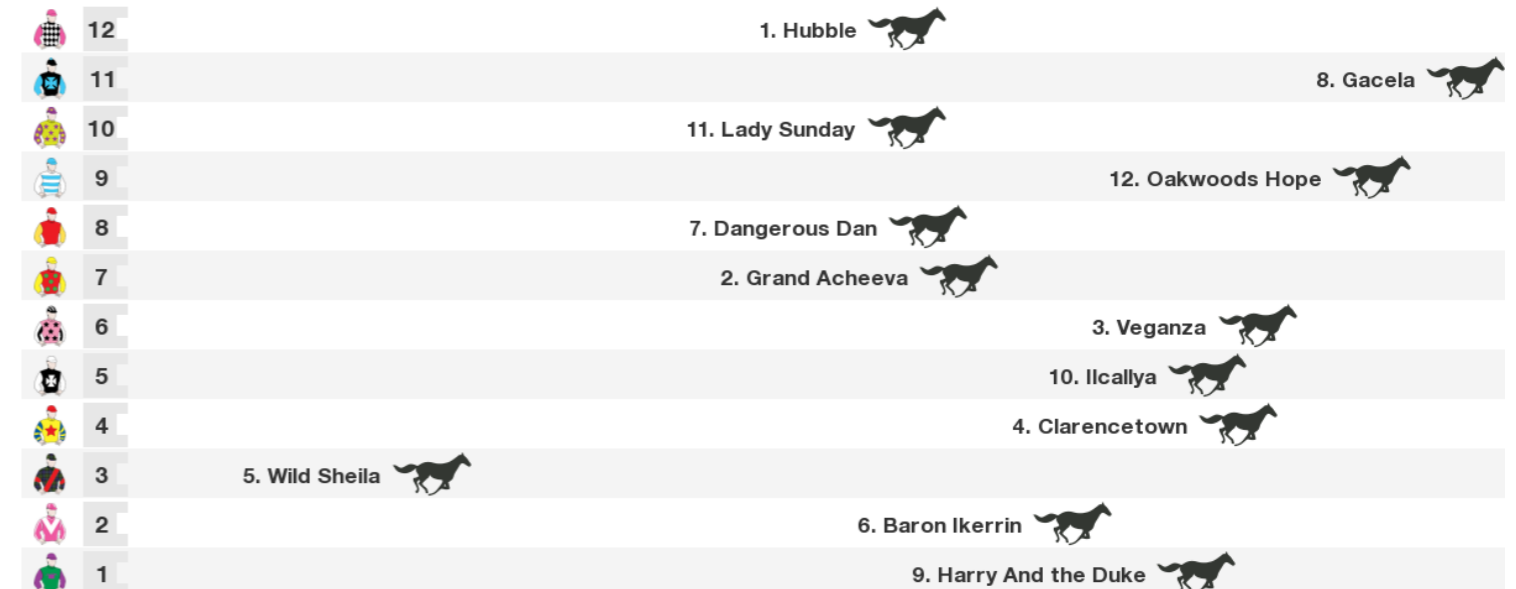 12 1. Hubble
11 8. Gacela
10 11. Lady Sunday
9 12. Oakwoods Hope
8 7. Dangerous Dan
7 2. Grand Acheeva
6 3. Veganza
5 10. Ilcallya
4 4. Clarencetown
3 5. Wild Sheila
2 6. Baron Ikerrin
1 9. Harry And the Duke